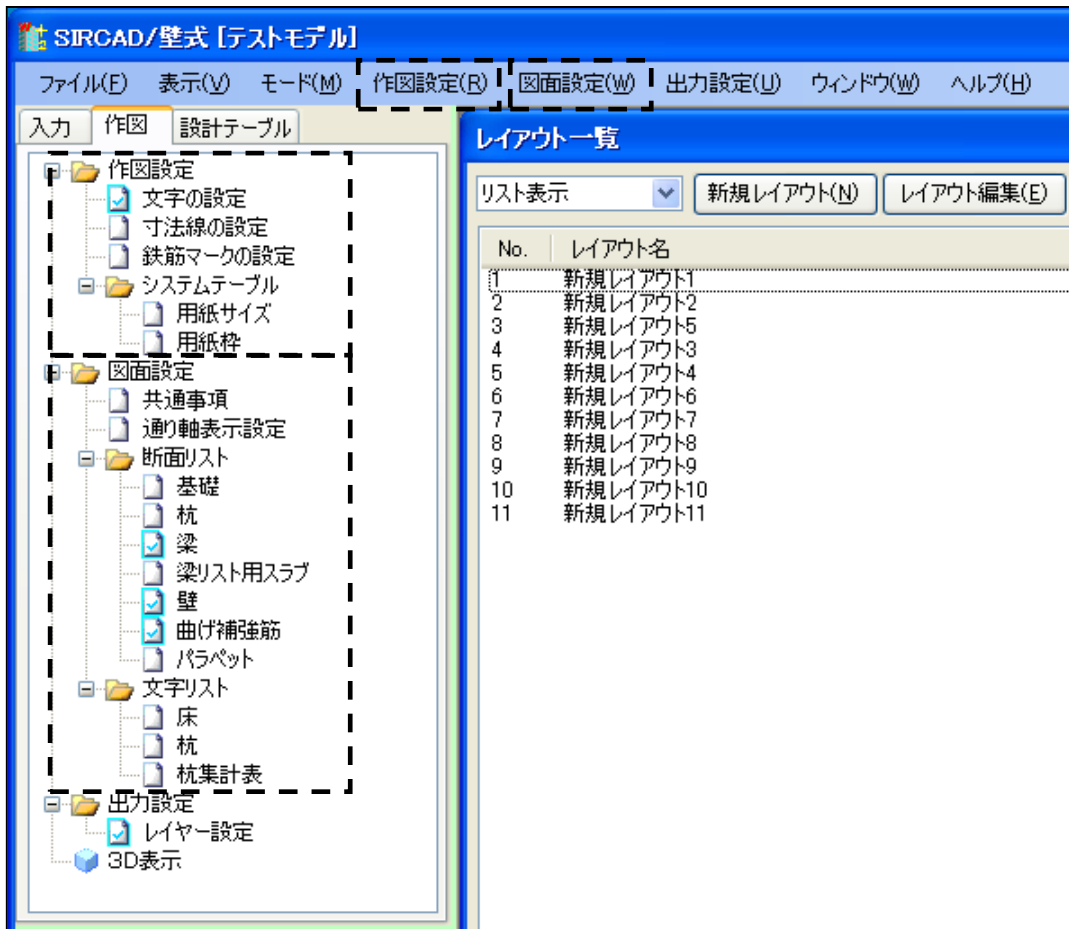 SIRCAD/壁式 [テストモデル]
ファイル(F) 表示(V) モード(M) 作図設定(R) 図面設定(W) 出力設定(U) ウィンドウ(W) ヘルプ(H)
入力 作図 設計テーブル
作図設定
文字の設定
寸法線の設定
鉄筋マークの設定
システムテーブル
用紙サイズ
用紙枠
図面設定
共通事項
通り軸表示設定
断面リスト
基礎
杭
梁
梁リスト用スラブ
壁
曲げ補強筋
パラペット
文字リスト
床
杭
杭集計表
出力設定
レイヤー設定
3D表示
レイアウト一覧
リスト表示 新規レイアウト(N) レイアウト編集(E)
No. レイアウト名
1 新規レイアウト1
2 新規レイアウト2
3 新規レイアウト5
4 新規レイアウト3
5 新規レイアウト4
6 新規レイアウト6
7 新規レイアウト7
8 新規レイアウト8
9 新規レイアウト9
10 新規レイアウト10
11 新規レイアウト11